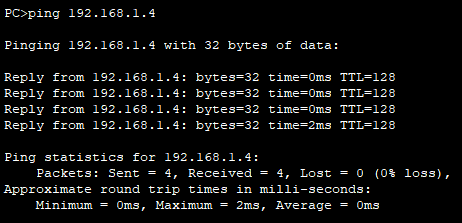 PC>ping 192.168.1.4
Pinging 192.168.1.4 with 32 bytes of data:
Reply from 192.168.1.4: bytes=32 time=0ms TTL=128
Reply from 192.168.1.4: bytes=32 time=0ms TTL=128
Reply from 192.168.1.4: bytes=32 time=0ms TTL=128
Reply from 192.168.1.4: bytes=32 time=2ms TTL=128
Ping statistics for 192.168.1.4:
    Packets: Sent = 4, Received = 4, Lost = 0 (0% loss),
Approximate round trip times in milli-seconds:
    Minimum = 0ms, Maximum = 2ms, Average = 0ms